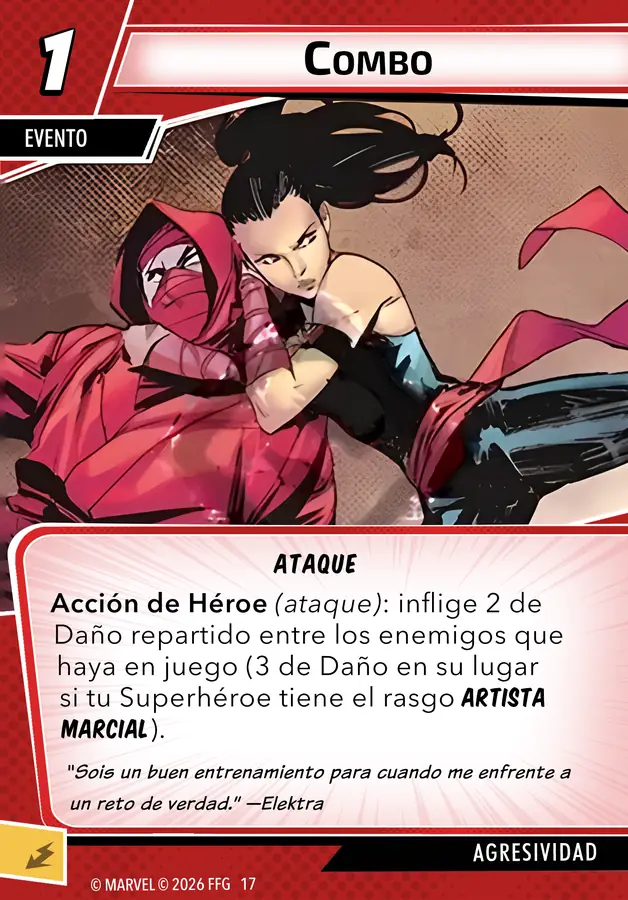 1
COMBO
EVENTO
ATAQUE
Acción de Héroe (ataque): inflige 2 de
Daño repartido entre los enemigos que
haya en juego (3 de Daño en su lugar
si tu Superhéroe tiene el rasgo ARTISTA
MARCIAL).
"Sois un buen entrenamiento para cuando me enfrente a
un reto de verdad." —Elektra
AGRESIVIDAD
© MARVEL © 2026 FFG 17